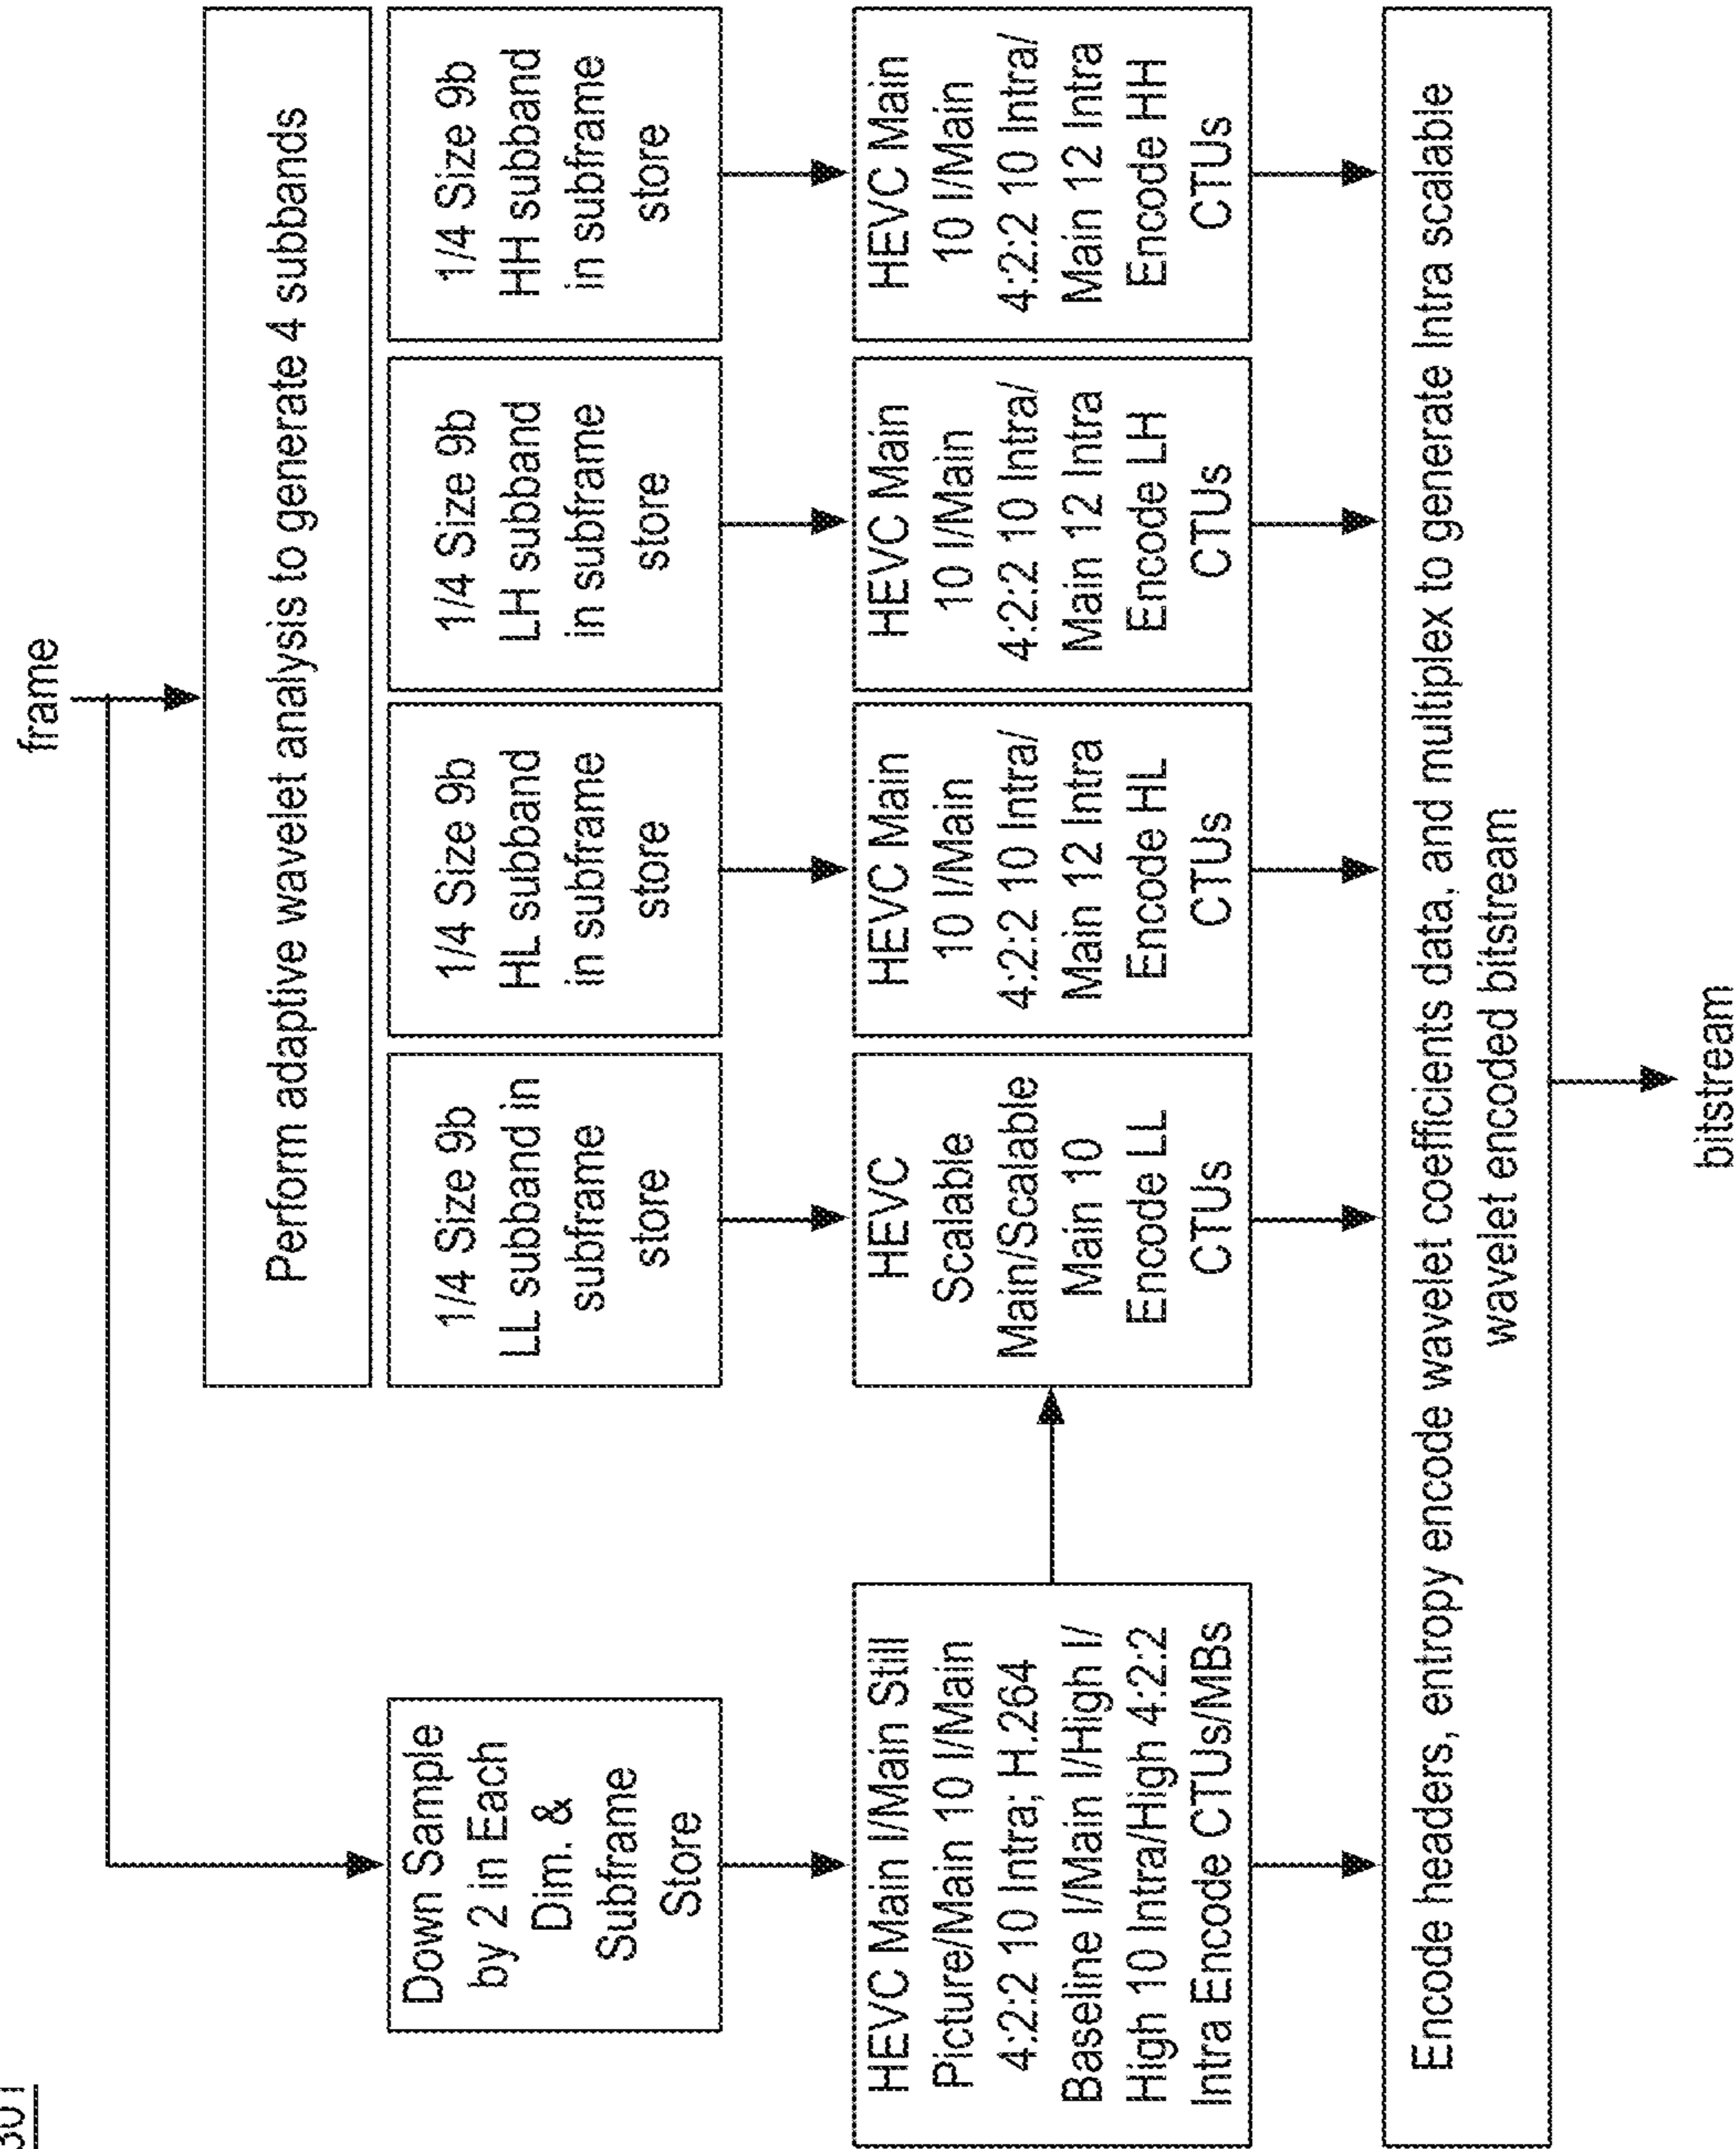 frame
Perform adaptive wavelet analysis to generate 4 subbands
Down Sample
by 2 in Each
Dim. &
Subframe
Store
1/4 Size 9b
LL subband in
subframe
store
1/4 Size 9b
HL subband
in subframe
store
1/4 Size 9b
LH subband
in subframe
store
1/4 Size 9b
HH subband
in subframe
store
HEVC Main I/Main Still
Picture/Main 10 I/Main
4:2:2 10 Intra; H.264
Baseline I/Main I/High I/
High 10 Intra/High 4:2:2
Intra Encode CTUs/MBs
HEVC
Scalable
Main/Scalable
Main 10
Encode LL
CTUs
HEVC Main
10 I/Main
4:2:2 10 Intra/
Main 12 Intra
Encode HL
CTUs
HEVC Main
10 I/Main
4:2:2 10 Intra/
Main 12 Intra
Encode LH
CTUs
HEVC Main
10 I/Main
4:2:2 10 Intra/
Main 12 Intra
Encode HH
CTUs
Encode headers, entropy encode wavelet coefficients data, and multiplex to generate Intra scalable
wavelet encoded bitstream
bitstream